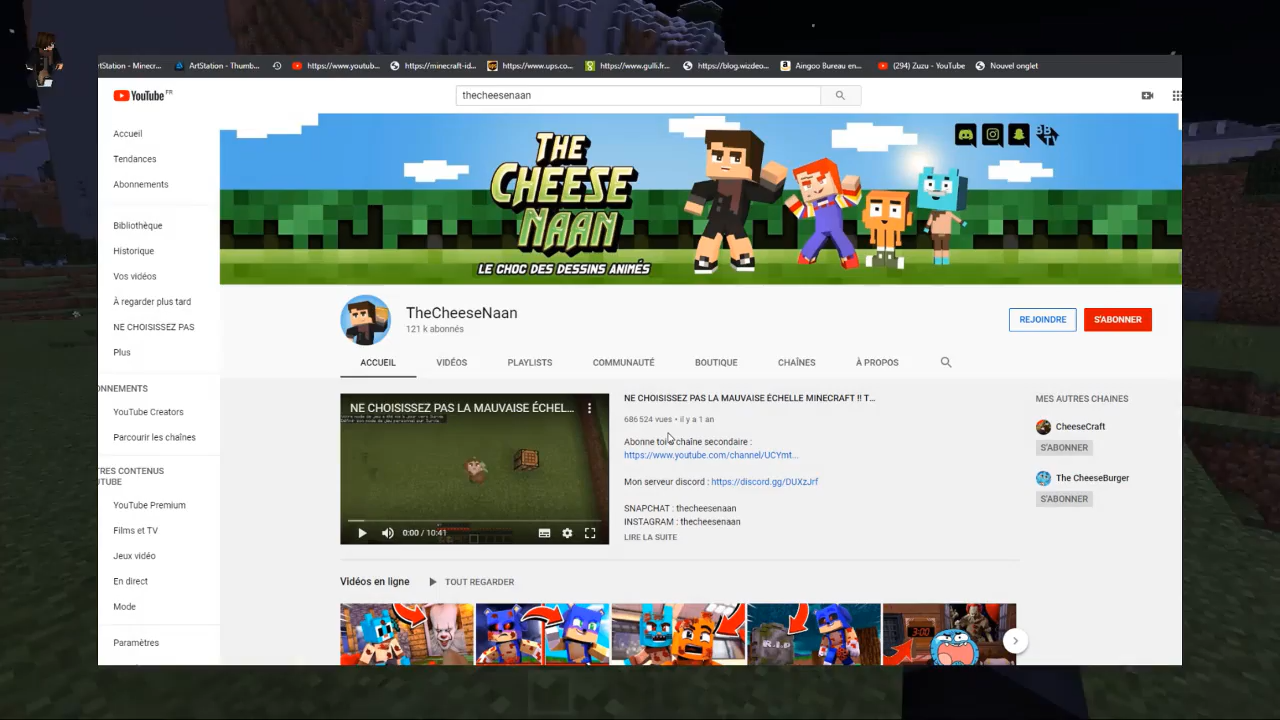 rtStation - Minecr...
ArtStation - Thumb...
https://www.youtub...
https://minecraft-id...
https://www.ups.co...
https://www.gulli.fr...
https://blog.wizdeo...
Aingoo Bureau en...
(294) Zuzu - YouTube
Nouvel onglet
YouTube FR
thecheesenaan
Accueil
Tendances
Abonnements
Bibliothèque
Historique
Vos vidéos
À regarder plus tard
NE CHOISISSEZ PAS
Plus
ONNEMENTS
YouTube Creators
Parcourir les chaînes
TRES CONTENUS
UTUBE
YouTube Premium
Films et TV
Jeux vidéo
En direct
Mode
Paramètres
THE
CHEESE
NAAN
LE CHOC DES DESSINS ANIMÉS
TheCheeseNaan
121 k abonnés
REJOINDRE
S'ABONNER
ACCUEIL
VIDÉOS
PLAYLISTS
COMMUNAUTÉ
BOUTIQUE
CHAÎNES
À PROPOS
NE CHOISISSEZ PAS LA MAUVAISE ÉCHEL...
0:00 / 10:41
NE CHOISISSEZ PAS LA MAUVAISE ÉCHELLE MINECRAFT !! T...
686 524 vues • il y a 1 an
Abonne toi chaîne secondaire :
https://www.youtube.com/channel/UCYmt...
Mon serveur discord : https://discord.gg/DUXzJrf
SNAPCHAT : thecheesenaan
INSTAGRAM : thecheesenaan
LIRE LA SUITE
MES AUTRES CHAINES
CheeseCraft
S'ABONNER
The CheeseBurger
S'ABONNER
Vidéos en ligne
TOUT REGARDER
R.I.P
3:00